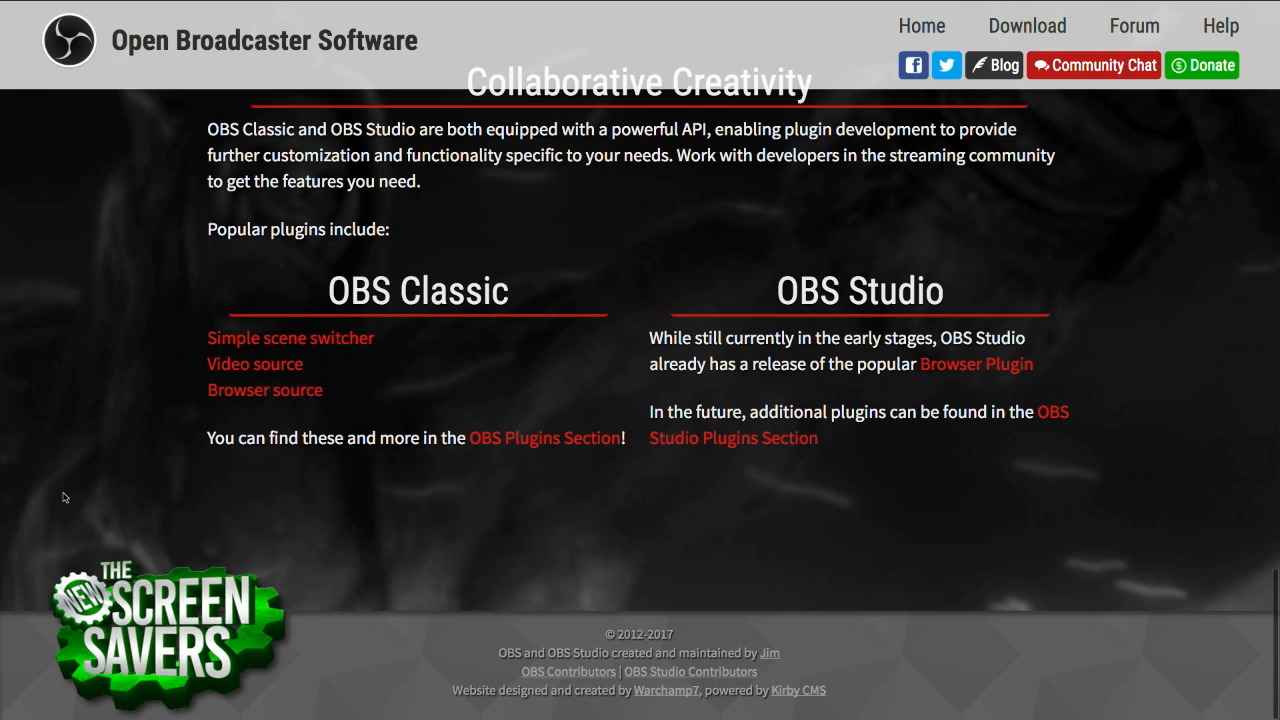 Open Broadcaster Software
Home Download Forum Help
Blog Community Chat Donate
Collaborative Creativity
OBS Classic and OBS Studio are both equipped with a powerful API, enabling plugin development to provide
further customization and functionality specific to your needs. Work with developers in the streaming community
to get the features you need.
Popular plugins include:
OBS Classic
Simple scene switcher
Video source
Browser source
You can find these and more in the OBS Plugins Section!
OBS Studio
While still currently in the early stages, OBS Studio
already has a release of the popular Browser Plugin
In the future, additional plugins can be found in the OBS
Studio Plugins Section
THE
NEW SCREEN
SAVERS
© 2012-2017
OBS and OBS Studio created and maintained by Jim
OBS Contributors | OBS Studio Contributors
Website designed and created by Warchamp7, powered by Kirby CMS